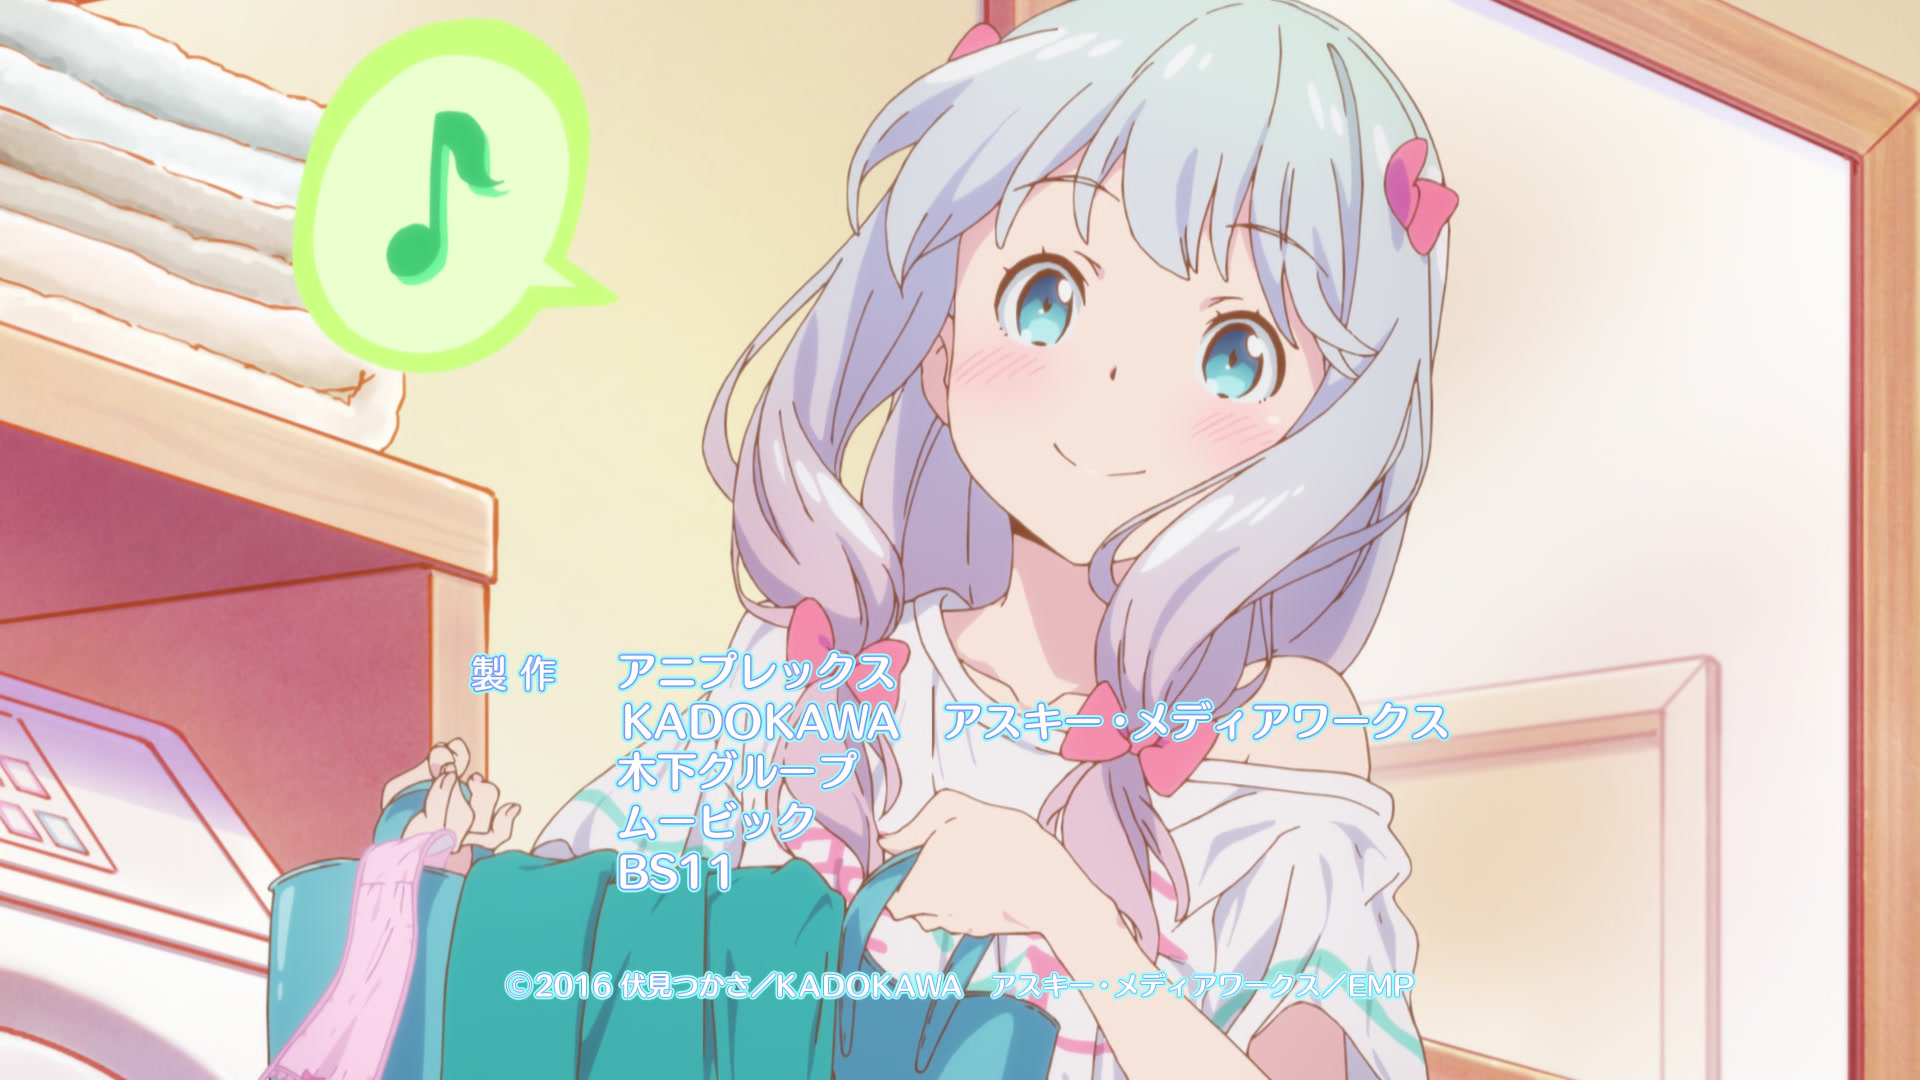 製作 アニプレックス
KADOKAWA アスキー・メディアワークス
木下グループ
ムービック
BS11
©2016 伏見つかさ／KADOKAWA アスキー・メディアワークス／EMP